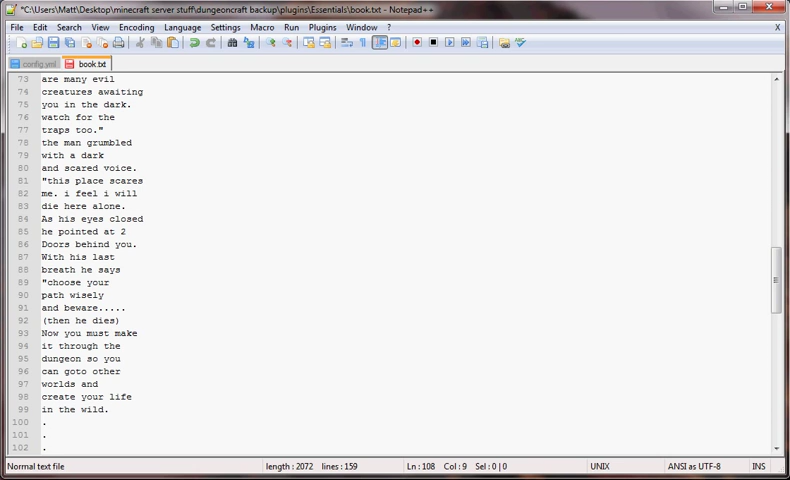 *C:\Users\Matt\Desktop\minecraft server stuff\dungeoncraft backup\plugins\Essentials\book.txt - Notepad++
File Edit Search View Encoding Language Settings Macro Run Plugins Window ? X
config.yml book.txt
73 are many evil
74 creatures awaiting
75 you in the dark.
76 watch for the
77 traps too."
78 the man grumbled
79 with a dark
80 and scared voice.
81 "this place scares
82 me. i feel i will
83 die here alone.
84 As his eyes closed
85 he pointed at 2
86 Doors behind you.
87 With his last
88 breath he says
89 "choose your
90 path wisely
91 and beware.....
92 (then he dies)
93 Now you must make
94 it through the
95 dungeon so you
96 can goto other
97 worlds and
98 create your life
99 in the wild.
100 .
101 .
102 .
Normal text file length : 2072 lines : 159 Ln : 108 Col : 9 Sel : 0 | 0 UNIX ANSI as UTF-8 INS